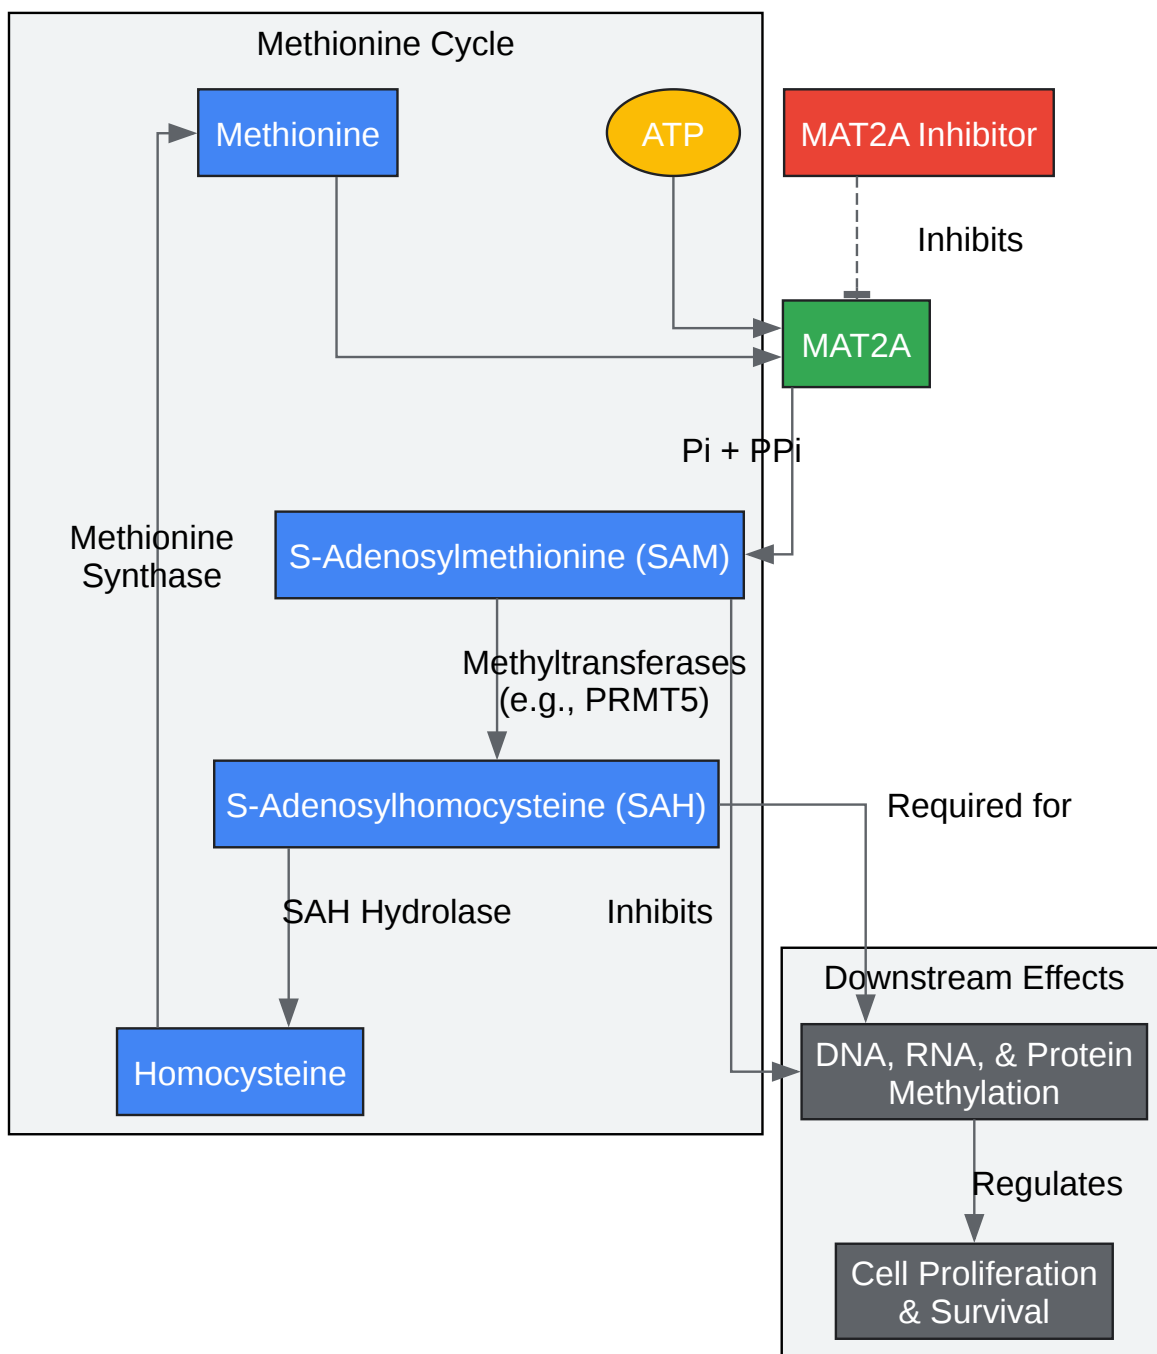 Methionine Cycle
Methionine
ATP
MAT2A Inhibitor
Inhibits
MAT2A
Pi + PPi
Methionine
Synthase
S-Adenosylmethionine (SAM)
Methyltransferases
(e.g., PRMT5)
S-Adenosylhomocysteine (SAH)
Required for
SAH Hydrolase
Inhibits
Downstream Effects
Homocysteine
DNA, RNA, & Protein
Methylation
Regulates
Cell Proliferation
& Survival